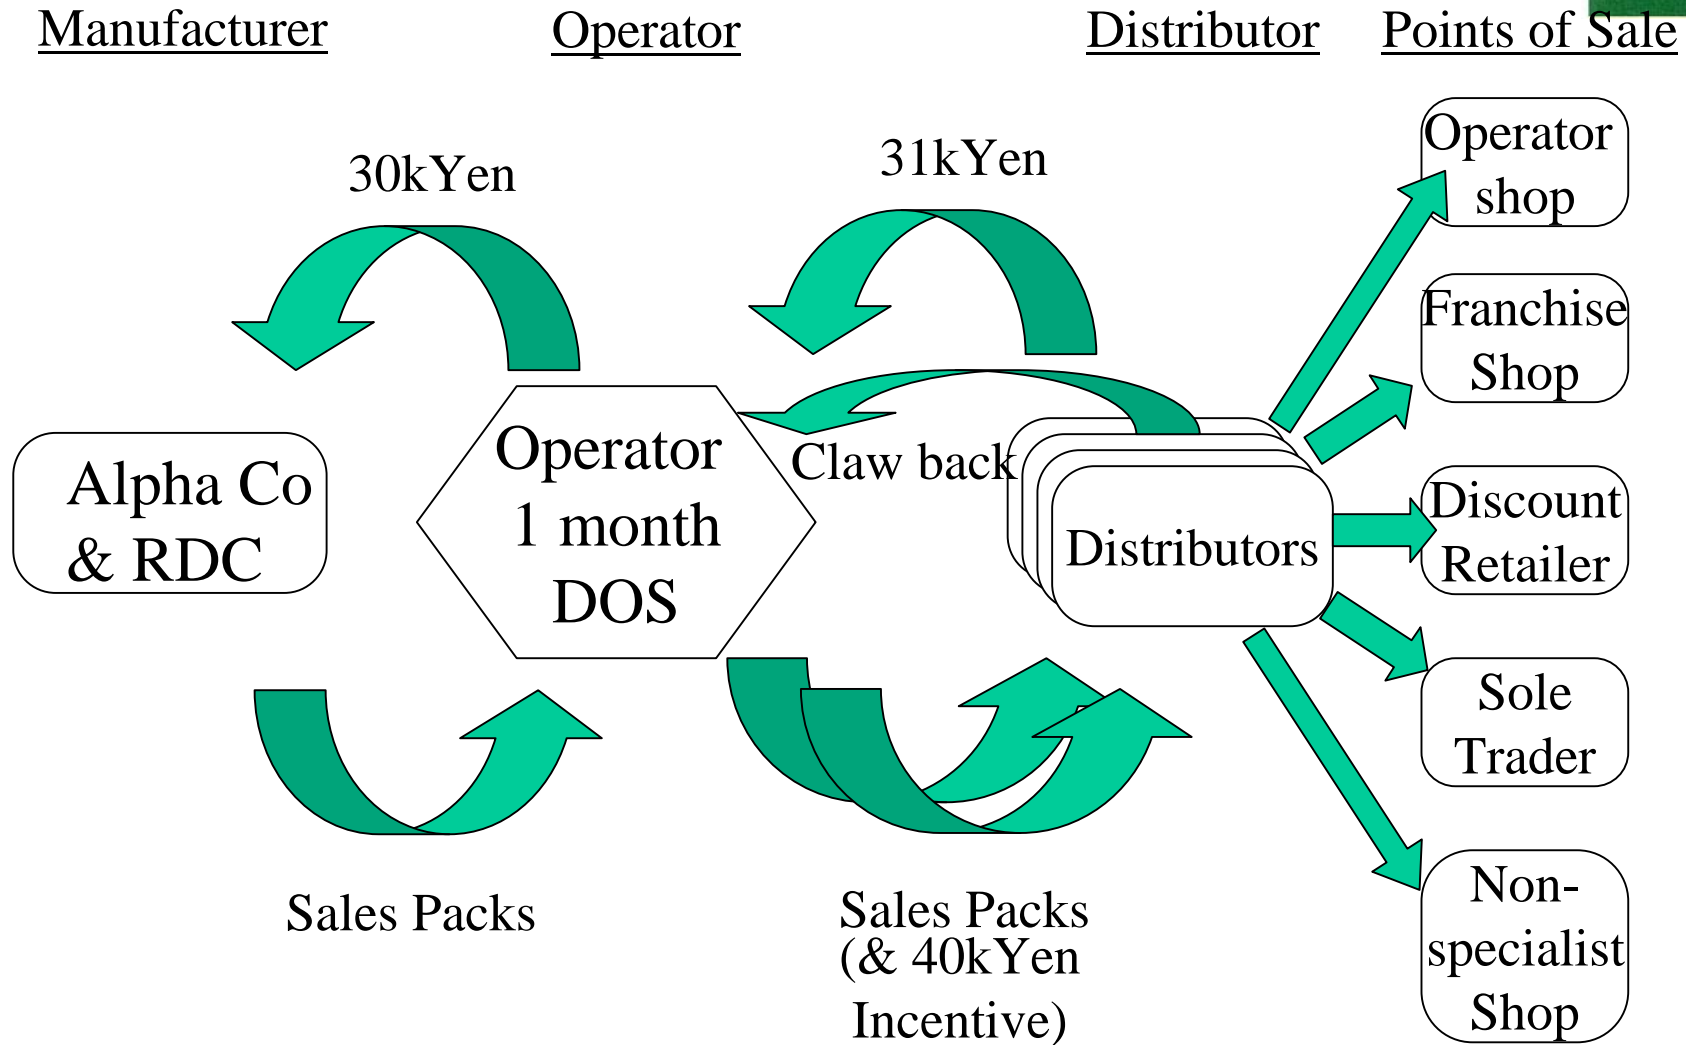 Manufacturer
Operator
Distributor
Points of Sale
30kYen
31kYen
Alpha Co
& RDC
Operator
1 month
DOS
Claw back
Distributors
Sales Packs
Sales Packs
(& 40kYen
Incentive)
Operator
shop
Franchise
Shop
Discount
Retailer
Sole
Trader
Non-
specialist
Shop